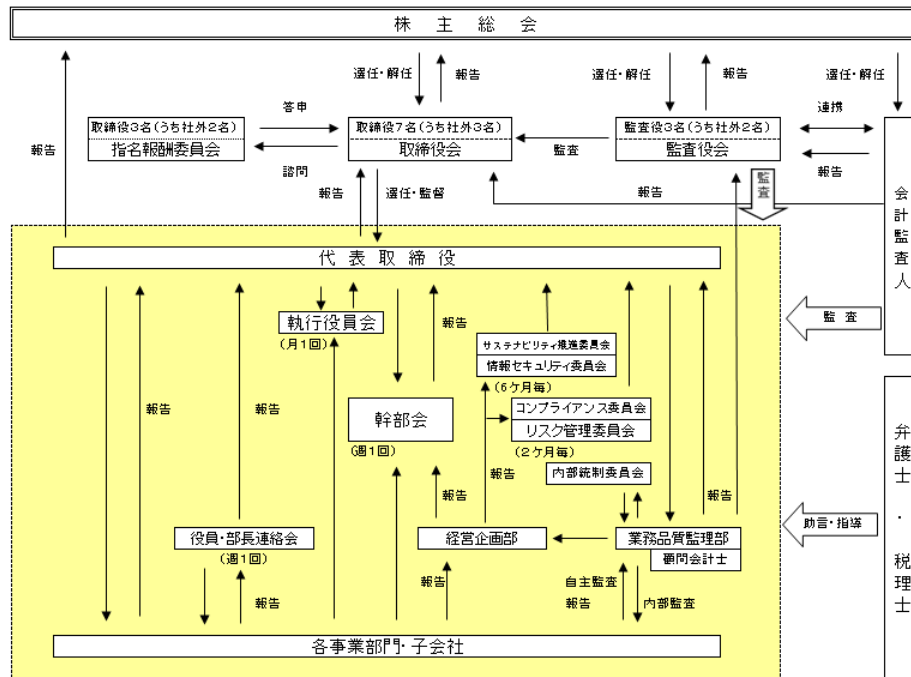 株主総会
選任・解任
報告
選任・解任
報告
選任・解任
答申
連携
取締役3名(うち社外2名)
指名報酬委員会
取締役7名(うち社外3名)
取締役会
監査役3名(うち社外2名)
監査役会
報告
諮問
監査
報告
報告
選任・監督
報告
監査
会計監査人
代表取締役
執行役員会
(月1回)
監査
サステナビリティ推進委員会
情報セキュリティ委員会
(6ケ月毎)
報告
報告
報告
幹部会
(週1回)
コンプライアンス委員会
リスク管理委員会
(2ケ月毎)
内部統制委員会
報告
報告
報告
報告
弁護士・税理士
助言・指導
役員・部長連絡会
(週1回)
経営企画部
業務品質監理部
顧問会計士
報告
報告
自主監査
報告
内部監査
各事業部門・子会社